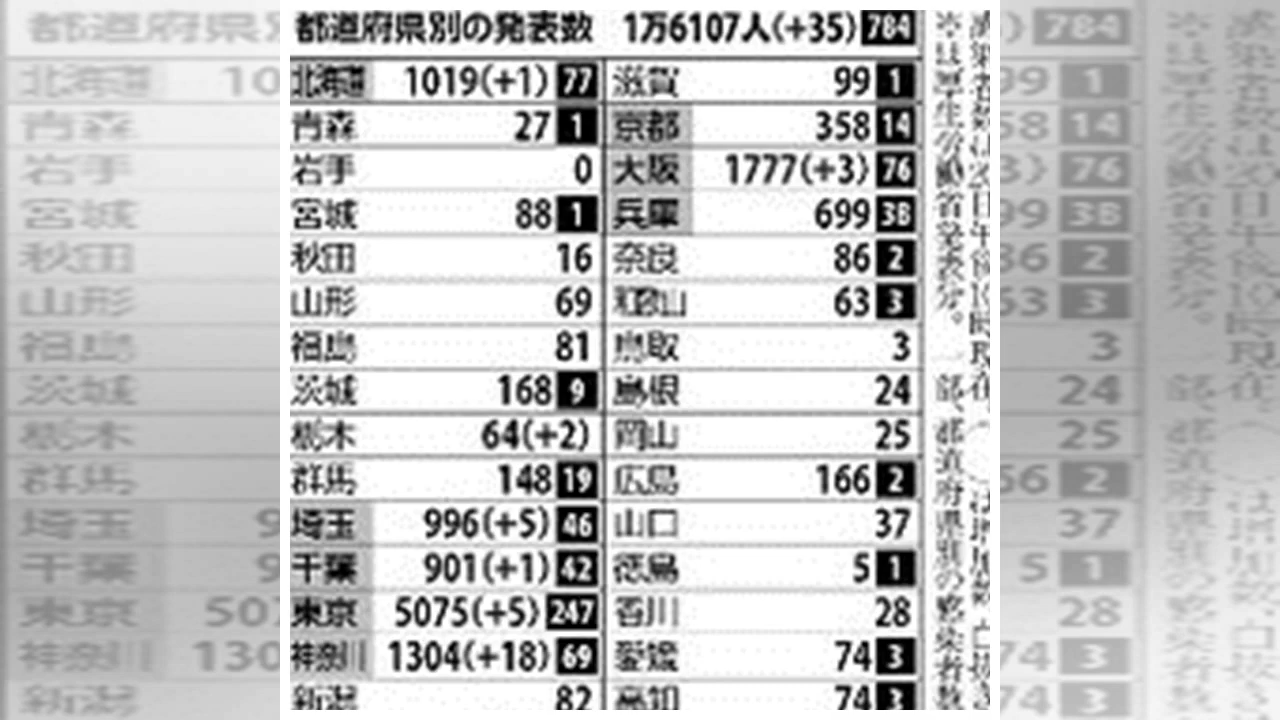 都道府県別の発表数 1万6107人(+35) 784
北海道 1019(+1) 77
青森 27 1
岩手 0
宮城 88 1
秋田 16
山形 69
福島 81
茨城 168 9
栃木 64(+2)
群馬 148 19
埼玉 996(+5) 46
千葉 901(+1) 42
東京 5075(+5) 247
神奈川 1304(+18) 69
新潟 82
滋賀 99 1
京都 358 14
大阪 1777(+3) 76
兵庫 699 38
奈良 86 2
和歌山 63 3
鳥取 3
島根 24
岡山 25
広島 166 2
山口 37
徳島 5 1
香川 28
愛媛 74 3
高知 74 3